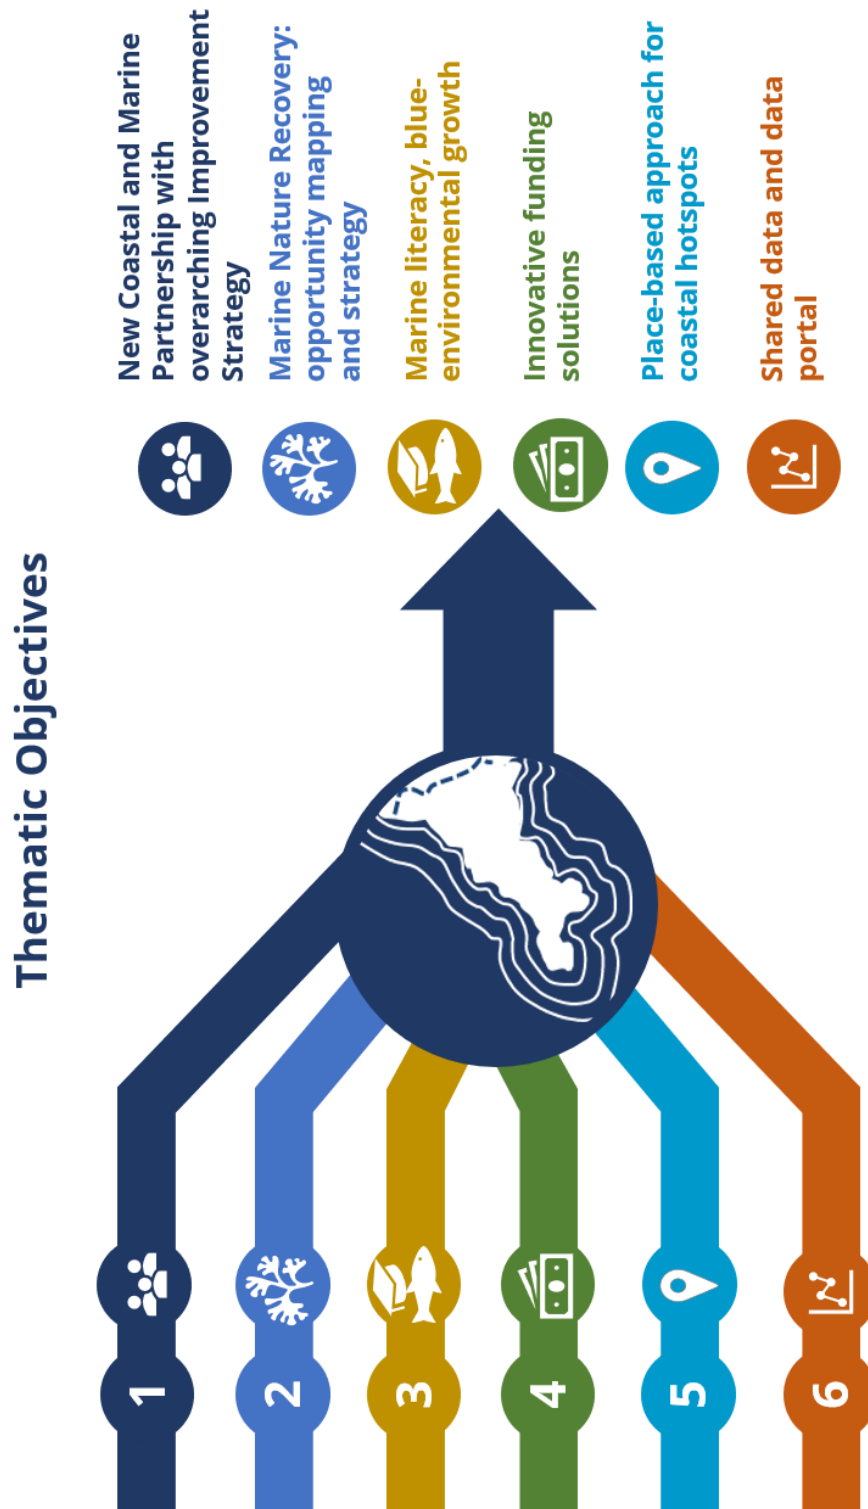 Thematic Objectives
1
2
3
4
5
6
New Coastal and Marine
Partnership with
overarching Improvement
Strategy
Marine Nature Recovery:
opportunity mapping
and strategy
Marine literacy, blue-
environmental growth
Innovative funding
solutions
Place-based approach for
coastal hotspots
Shared data and data
portal